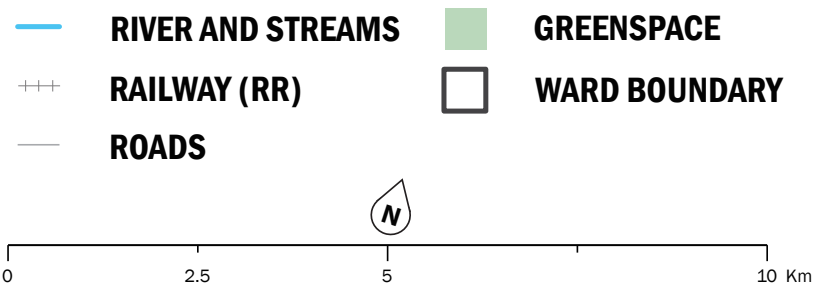 RIVER AND STREAMS
GREENSPACE
RAILWAY (RR)
WARD BOUNDARY
ROADS
N
0 2.5 5 10 Km